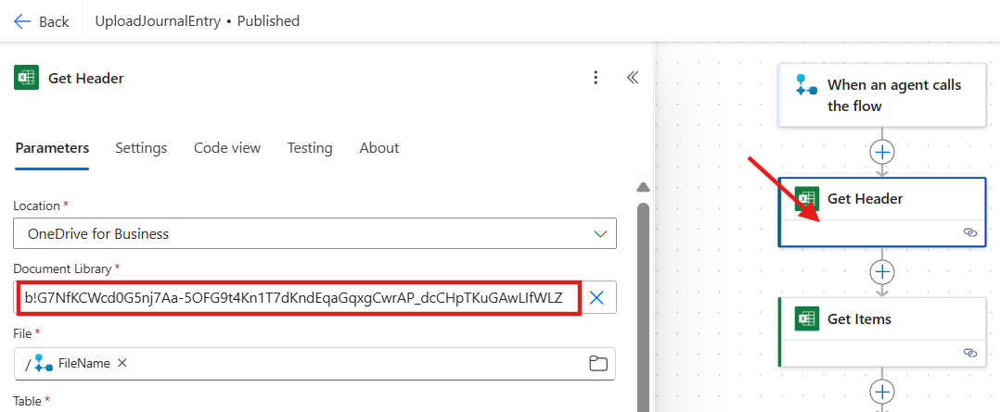 Back
UploadJournalEntry • Published
Get Header
Parameters Settings Code view Testing About
Location *
OneDrive for Business
Document Library *
b!G7NfKCWcd0G5nj7Aa-5OFG9t4Kn1T7dKndEqaGqxgCwrAP_dcCHpTKuGAwLIfWLZ
File *
/ FileName
Table *
When an agent calls
the flow
Get Header
Get Items